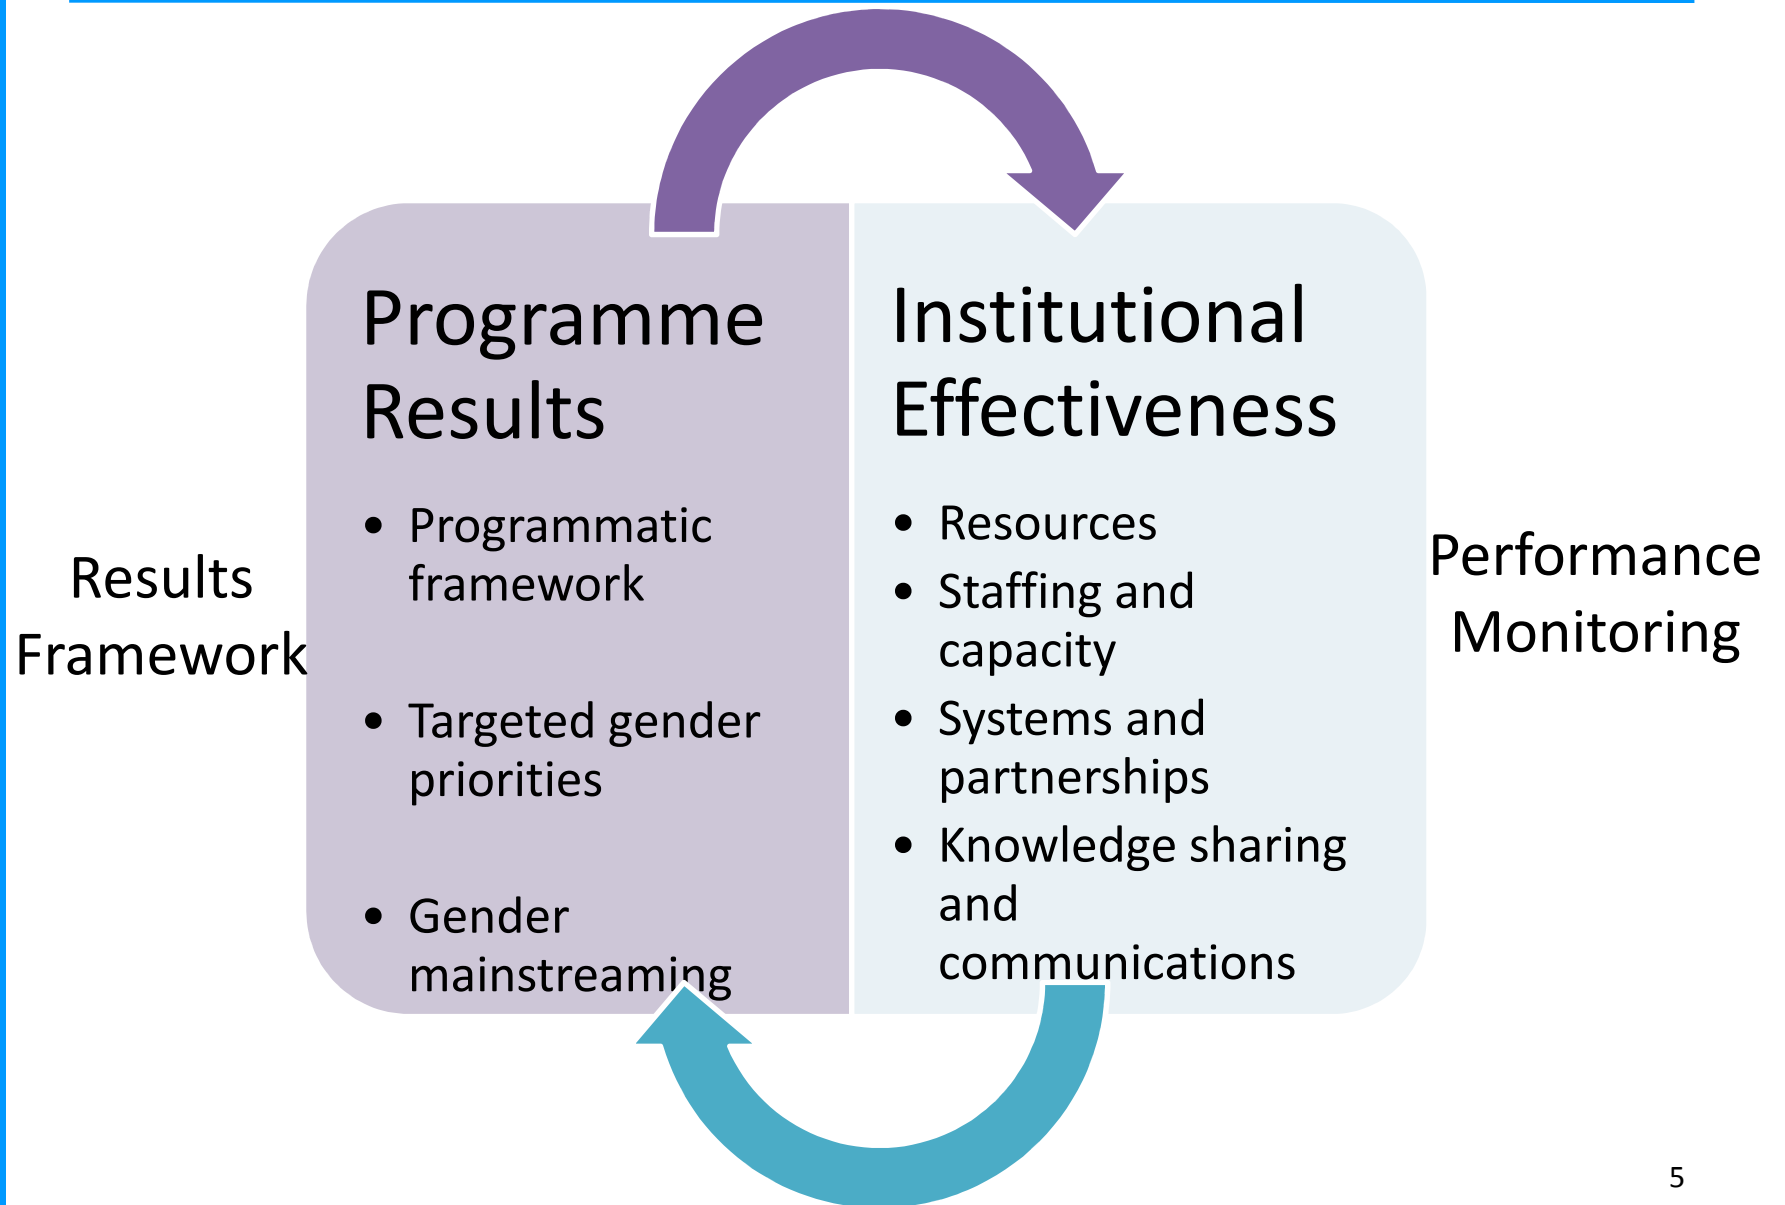 Programme
Results
• Programmatic
framework
• Targeted gender
priorities
• Gender
mainstreaming
Institutional
Effectiveness
• Resources
• Staffing and
capacity
• Systems and
partnerships
• Knowledge sharing
and
communications
Results
Framework
Performance
Monitoring
5